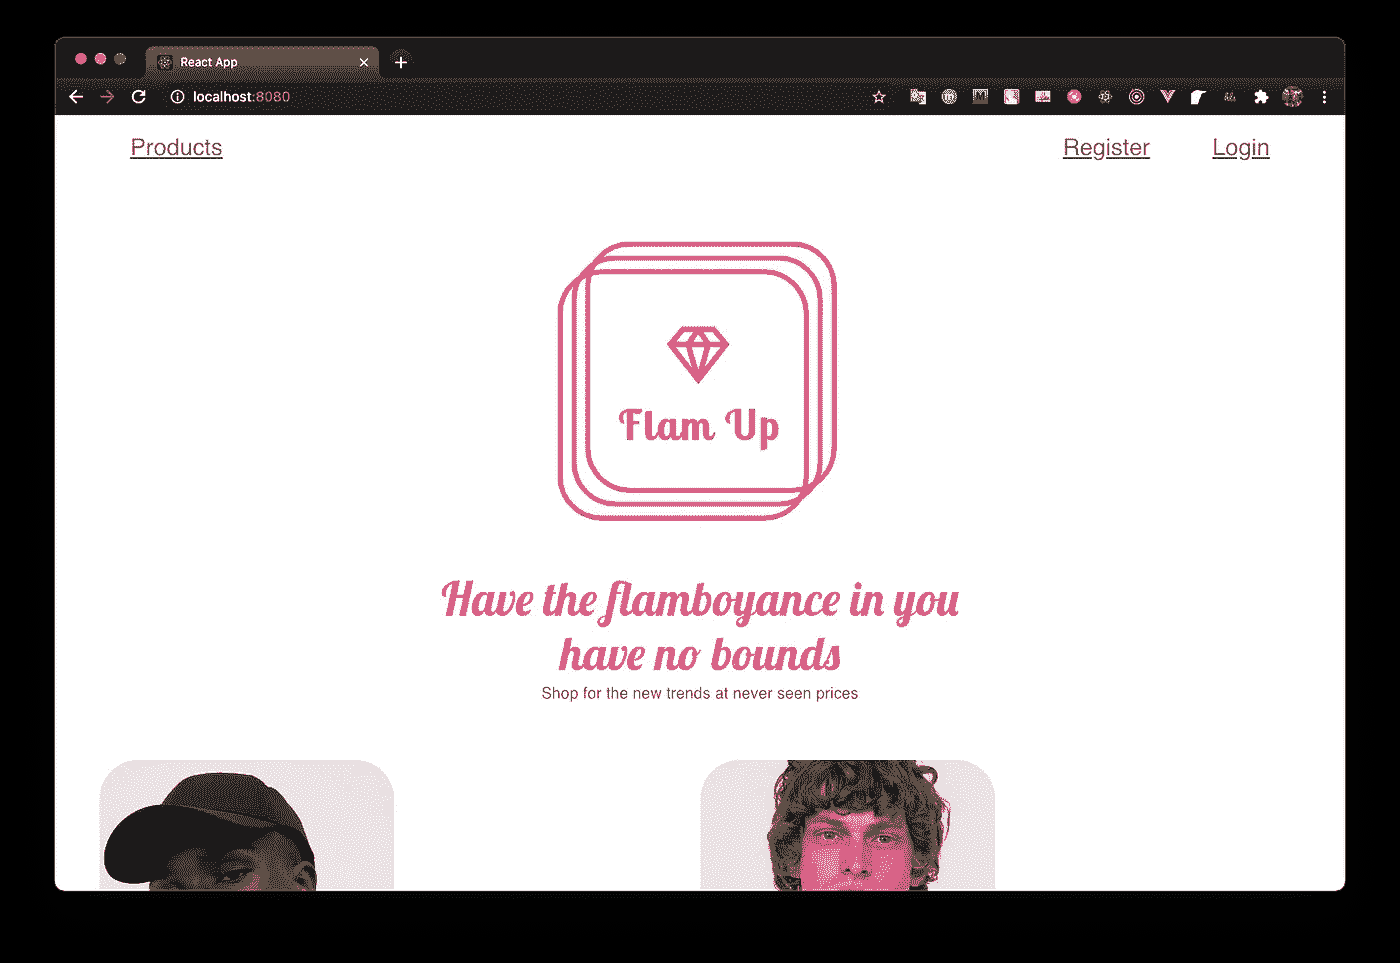 React App
localhost:8080
Products
Register
Login
Flam Up
Have the flamboyance in you
have no bounds
Shop for the new trends at never seen prices